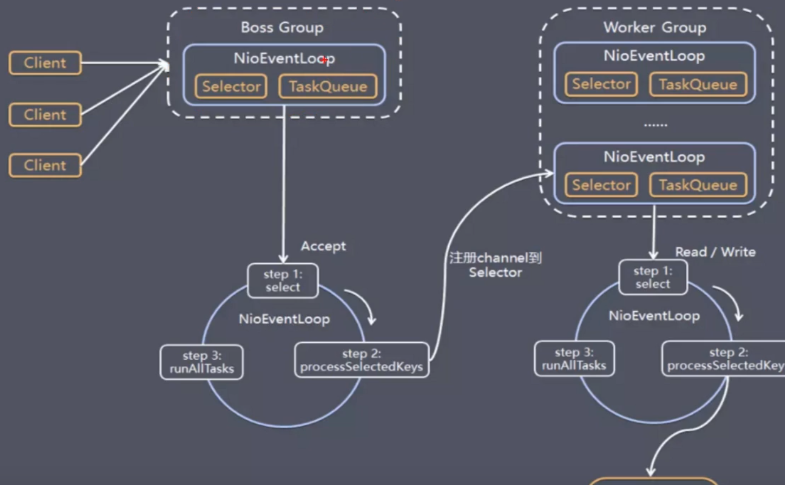 Boss Group
NioEventLoop
Selector
TaskQueue
Client
Client
Client
Accept
step 1:
select
NioEventLoop
step 2:
processSelectedKeys
step 3:
runAllTasks
注册channel到
Selector
Worker Group
NioEventLoop
Selector
TaskQueue
......
NioEventLoop
Selector
TaskQueue
Read / Write
step 1:
select
NioEventLoop
step 2:
processSelectedKey
step 3:
runAllTasks